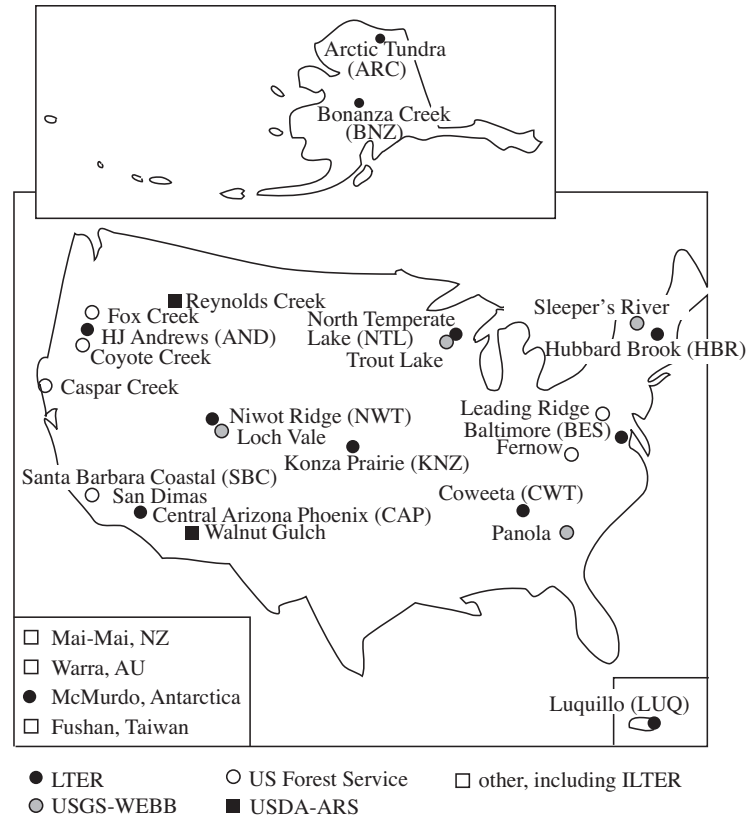 Arctic Tundra
(ARC)
Bonanza Creek
(BNZ)
Reynolds Creek
Fox Creek
HJ Andrews (AND)
Coyote Creek
Caspar Creek
North Temperate
Lake (NTL)
Trout Lake
Sleeper's River
Hubbard Brook (HBR)
Leading Ridge
Baltimore (BES)
Fernow
Niwot Ridge (NWT)
Loch Vale
Konza Prairie (KNZ)
Santa Barbara Coastal (SBC)
San Dimas
Central Arizona Phoenix (CAP)
Walnut Gulch
Coweeta (CWT)
Panola
Mai-Mai, NZ
Warra, AU
McMurdo, Antarctica
Fushan, Taiwan
Luquillo (LUQ)
LTER
US Forest Service
other, including ILTER
USGS-WEBB
USDA-ARS